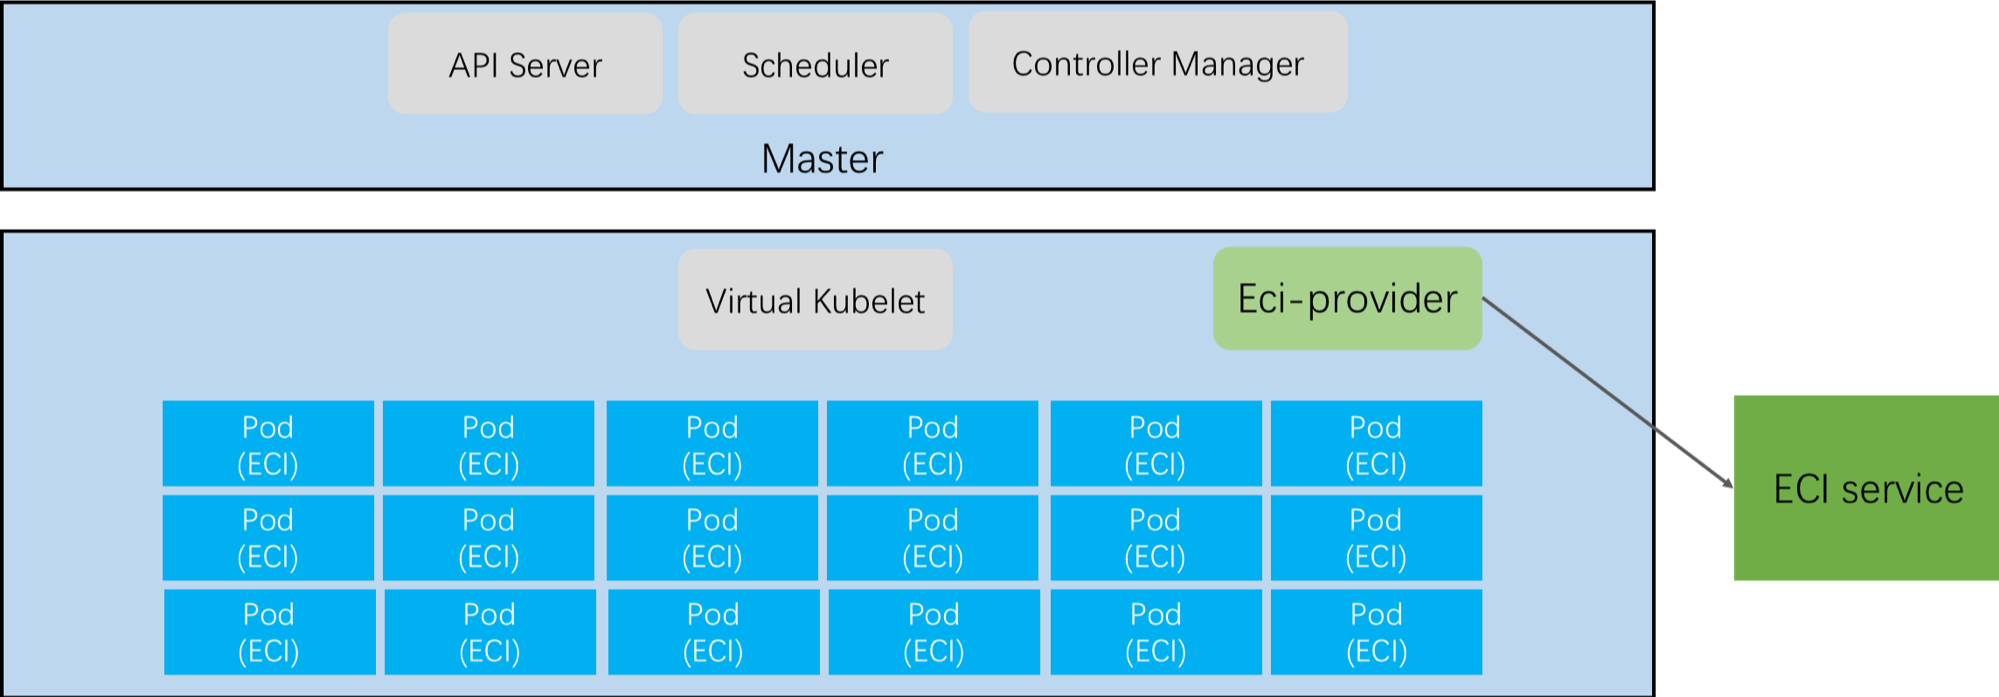 API Server
Scheduler
Controller Manager
Master
Virtual Kubelet
Eci-provider
Pod
(ECI)
Pod
(ECI)
Pod
(ECI)
Pod
(ECI)
Pod
(ECI)
Pod
(ECI)
Pod
(ECI)
Pod
(ECI)
Pod
(ECI)
Pod
(ECI)
Pod
(ECI)
Pod
(ECI)
Pod
(ECI)
Pod
(ECI)
Pod
(ECI)
Pod
(ECI)
Pod
(ECI)
Pod
(ECI)
ECI service